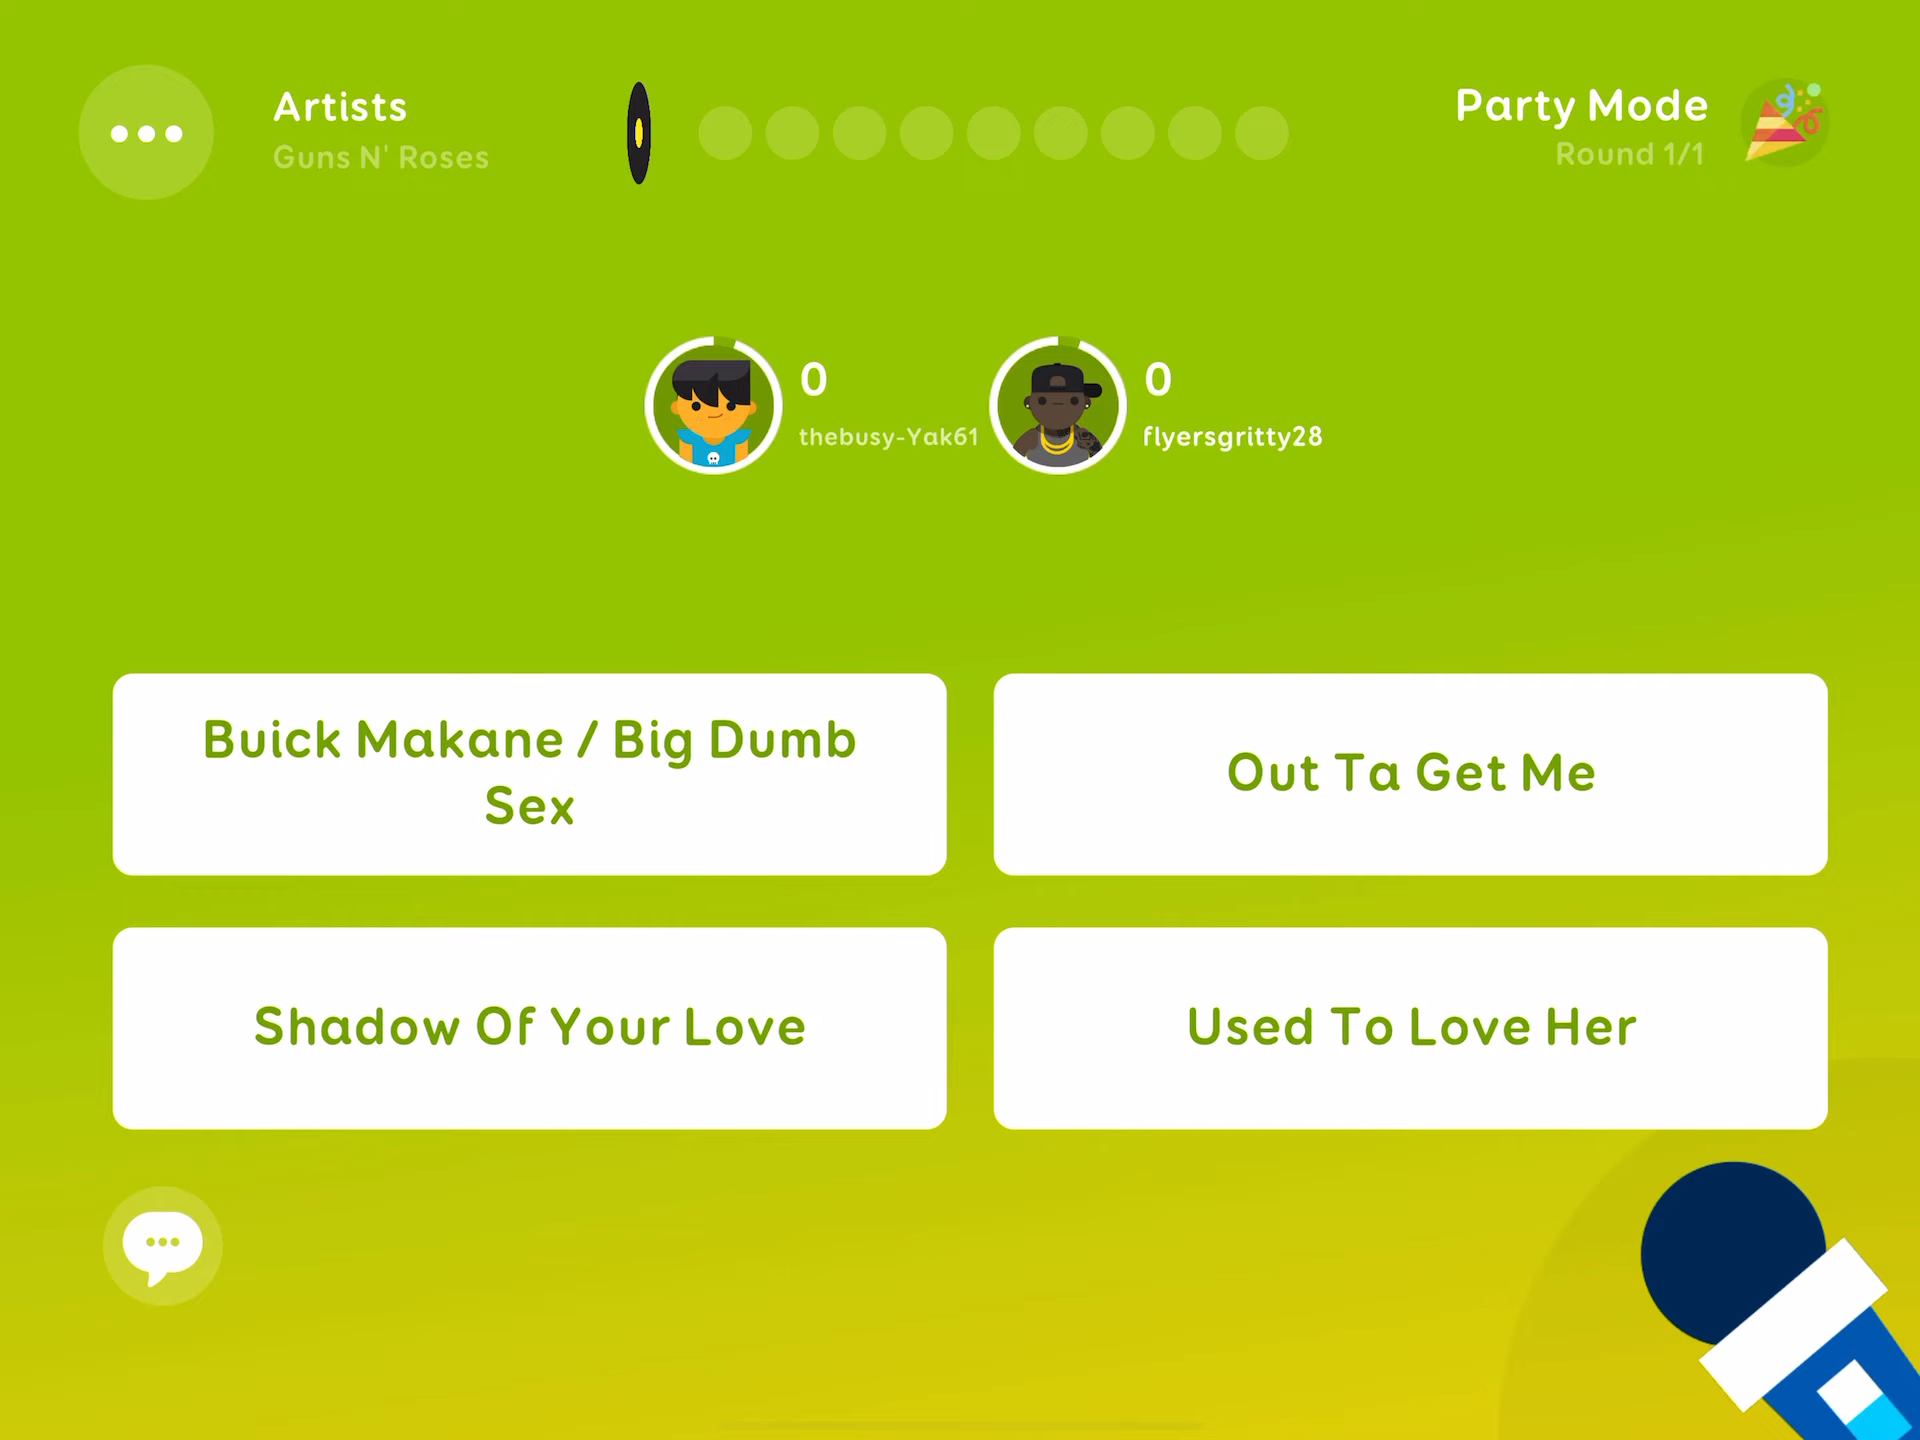 Artists
Guns N' Roses
Party Mode
Round 1/1
0
thebusy-Yak61
0
flyersgritty28
Buick Makane / Big Dumb
Sex
Out Ta Get Me
Shadow Of Your Love
Used To Love Her